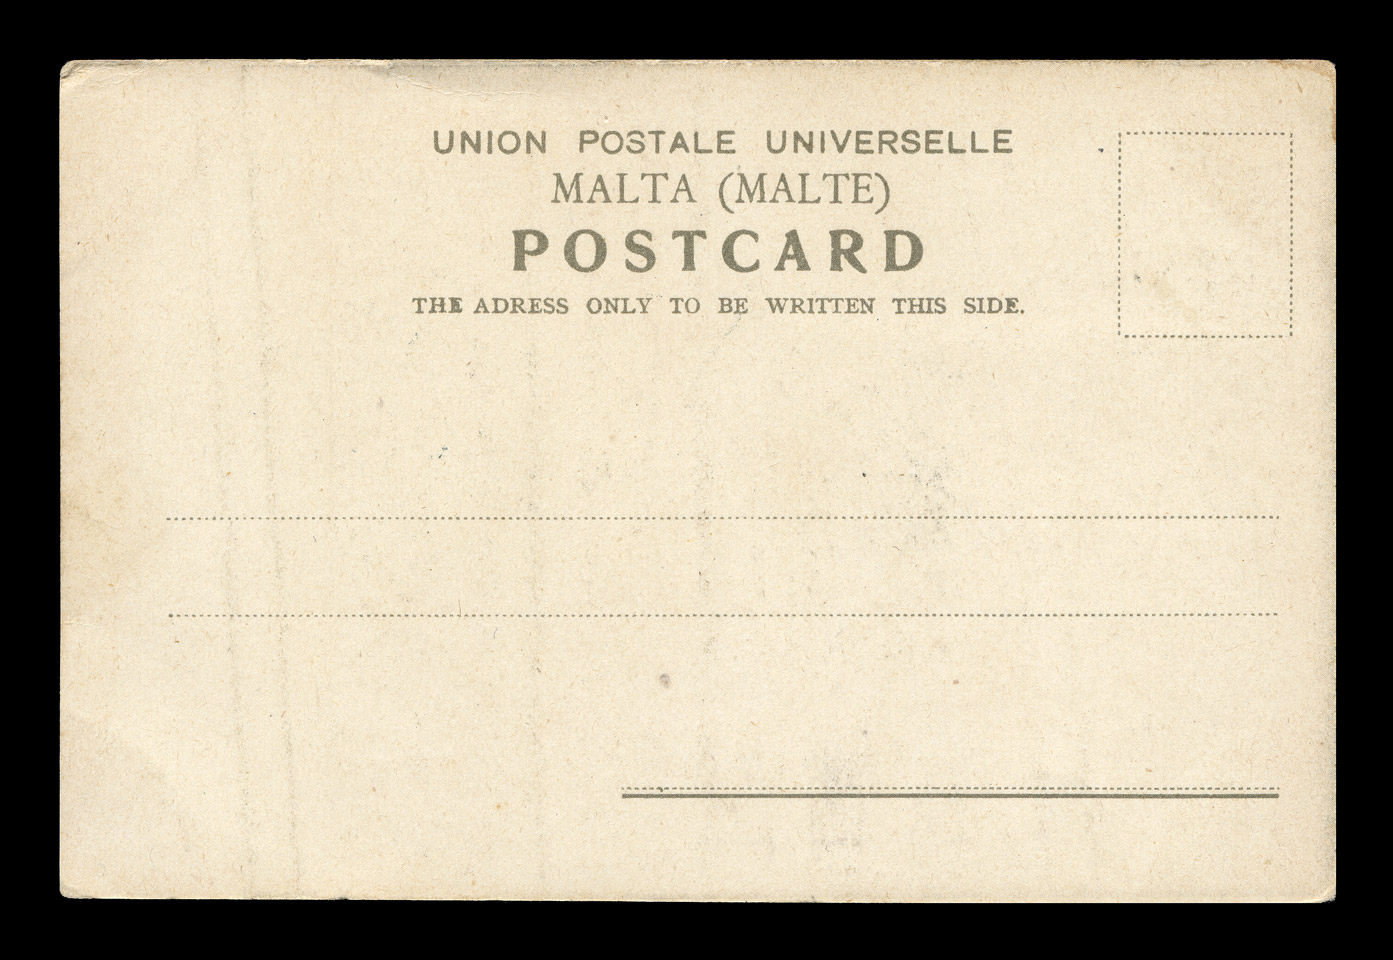 UNION POSTALE UNIVERSELLE
MALTA (MALTE)
POSTCARD
THE ADRESS ONLY TO BE WRITTEN THIS SIDE.